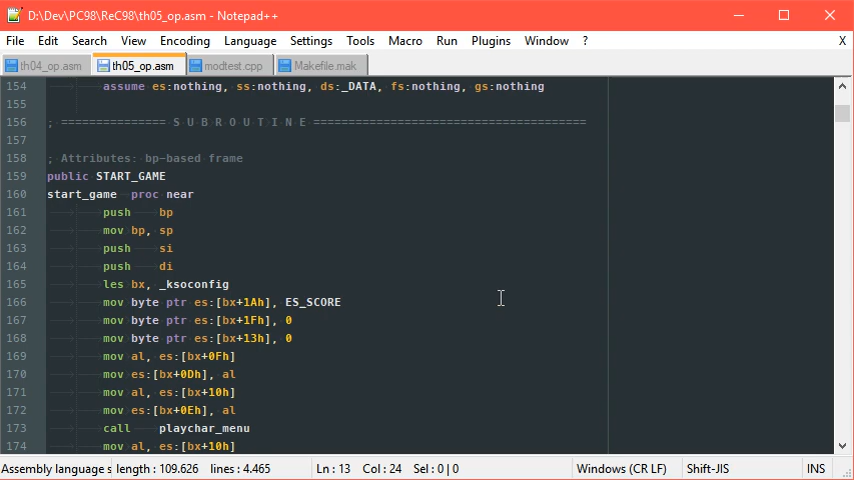 D:\Dev\PC98\ReC98\th05_op.asm - Notepad++
File Edit Search View Encoding Language Settings Tools Macro Run Plugins Window ? X
th04_op.asm th05_op.asm modtest.cpp Makefile.mak
154 assume es:nothing, ss:nothing, ds:_DATA, fs:nothing, gs:nothing
155
156 ; =============== S U B R O U T I N E =======================================
157
158 ; Attributes: bp-based frame
159 public START_GAME
160 start_game proc near
161 push bp
162 mov bp, sp
163 push si
164 push di
165 les bx, _ksoconfig
166 mov byte ptr es:[bx+1Ah], ES_SCORE
167 mov byte ptr es:[bx+1Fh], 0
168 mov byte ptr es:[bx+13h], 0
169 mov al, es:[bx+0Fh]
170 mov es:[bx+0Dh], al
171 mov al, es:[bx+10h]
172 mov es:[bx+0Eh], al
173 call playchar_menu
174 mov al, es:[bx+10h]
Assembly language s length : 109.626 lines : 4.465 Ln : 13 Col : 24 Sel : 0 | 0 Windows (CR LF) Shift-JIS INS